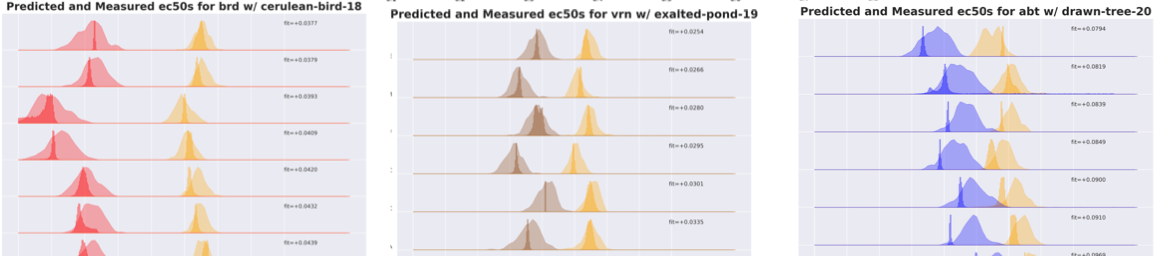 Predicted and Measured ec50s for brd w/ cerulean-bird-18
fit=+0.0377
fit=+0.0379
fit=+0.0393
fit=+0.0409
fit=+0.0420
fit=+0.0432
fit=+0.0439
Predicted and Measured ec50s for vrn w/ exalted-pond-19
fit=+0.0254
fit=+0.0266
fit=+0.0280
fit=+0.0295
fit=+0.0301
fit=+0.0335
Predicted and Measured ec50s for abt w/ drawn-tree-20
fit=+0.0794
fit=+0.0819
fit=+0.0839
fit=+0.0849
fit=+0.0900
fit=+0.0910
fit=+0.0969